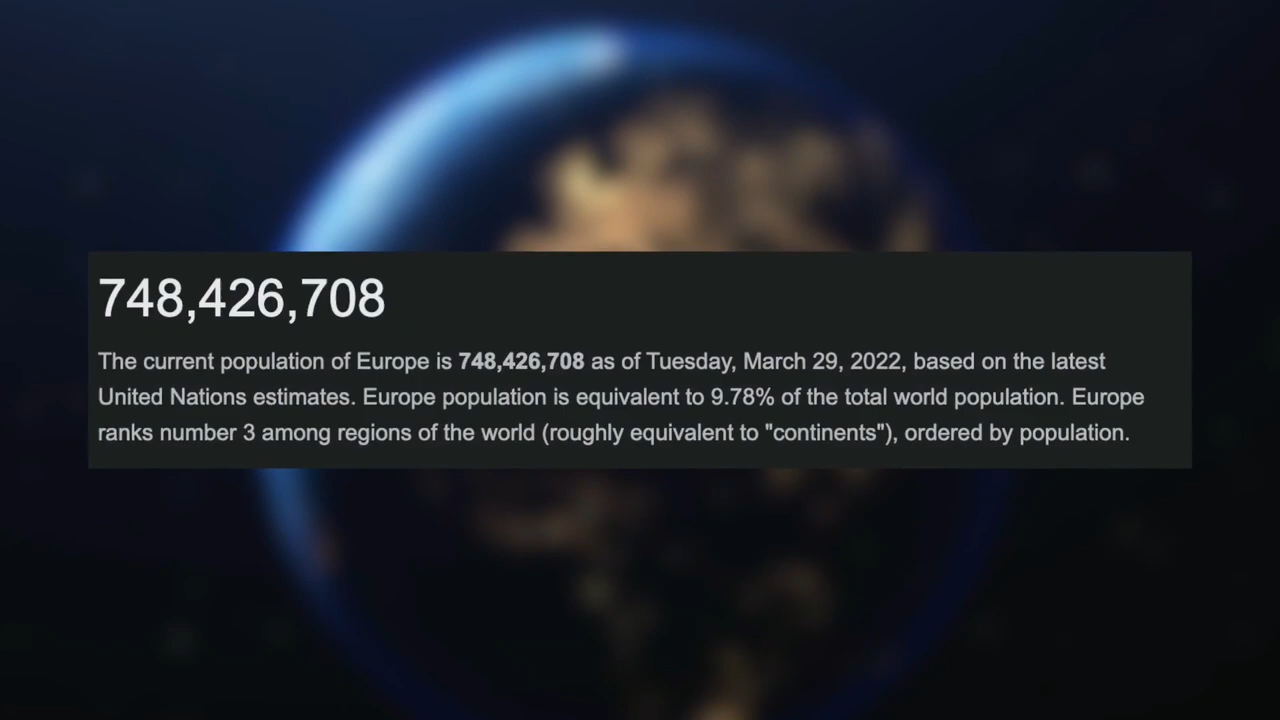 748,426,708
The current population of Europe is 748,426,708 as of Tuesday, March 29, 2022, based on the latest
United Nations estimates. Europe population is equivalent to 9.78% of the total world population. Europe
ranks number 3 among regions of the world (roughly equivalent to "continents"), ordered by population.